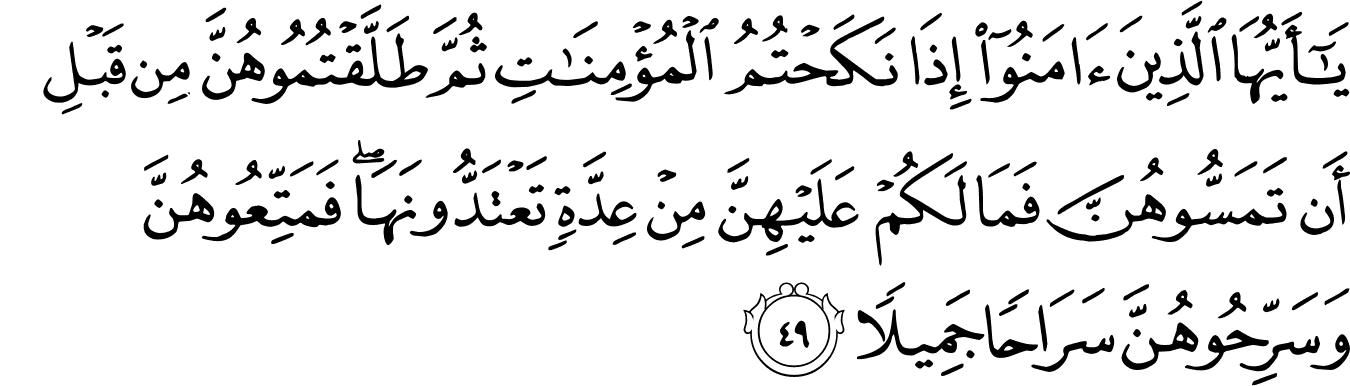 يَـٰٓأَيُّهَا ٱلَّذِينَ ءَامَنُوٓا۟ إِذَا نَكَحْتُمُ ٱلْمُؤْمِنَـٰتِ ثُمَّ طَلَّقْتُمُوهُنَّ مِن قَبْلِ
أَن تَمَسُّوهُنَّ فَمَا لَكُمْ عَلَيْهِنَّ مِنْ عِدَّةٍ تَعْتَدُّونَهَا ۖ فَمَتِّعُوهُنَّ
وَسَرِّحُوهُنَّ سَرَاحًا جَمِيلًا ٤٩